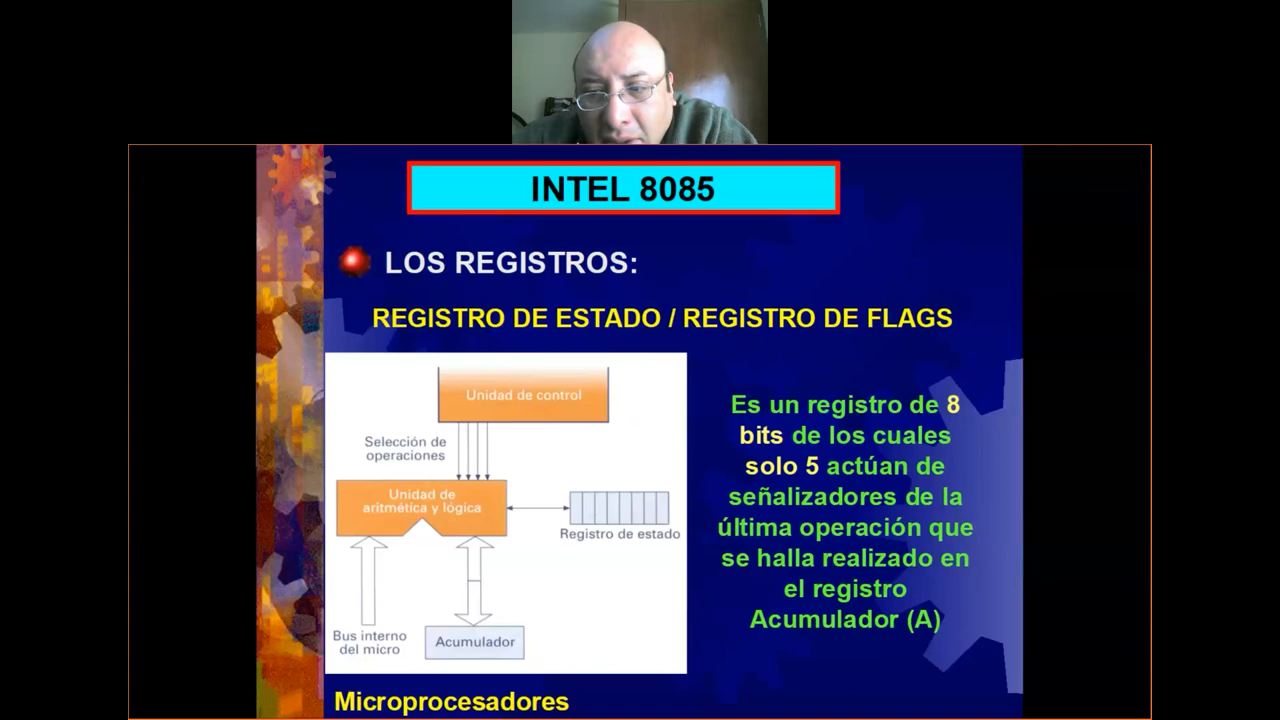 INTEL 8085
LOS REGISTROS:
REGISTRO DE ESTADO / REGISTRO DE FLAGS
Unidad de control
Selección de
operaciones
Unidad de
aritmética y lógica
Registro de estado
Bus interno
del micro
Acumulador
Es un registro de 8
bits de los cuales
solo 5 actúan de
señalizadores de la
última operación que
se halla realizado en
el registro
Acumulador (A)
Microprocesadores